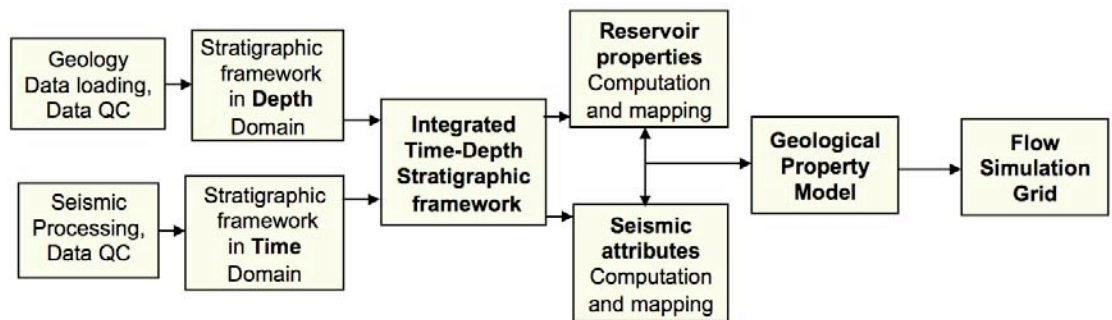 Geology
Data loading,
Data QC
Stratigraphic
framework
in Depth
Domain
Seismic
Processing,
Data QC
Stratigraphic
framework
in Time
Domain
Integrated
Time-Depth
Stratigraphic
framework
Reservoir
properties
Computation
and mapping
Seismic
attributes
Computation
and mapping
Geological
Property
Model
Flow
Simulation
Grid